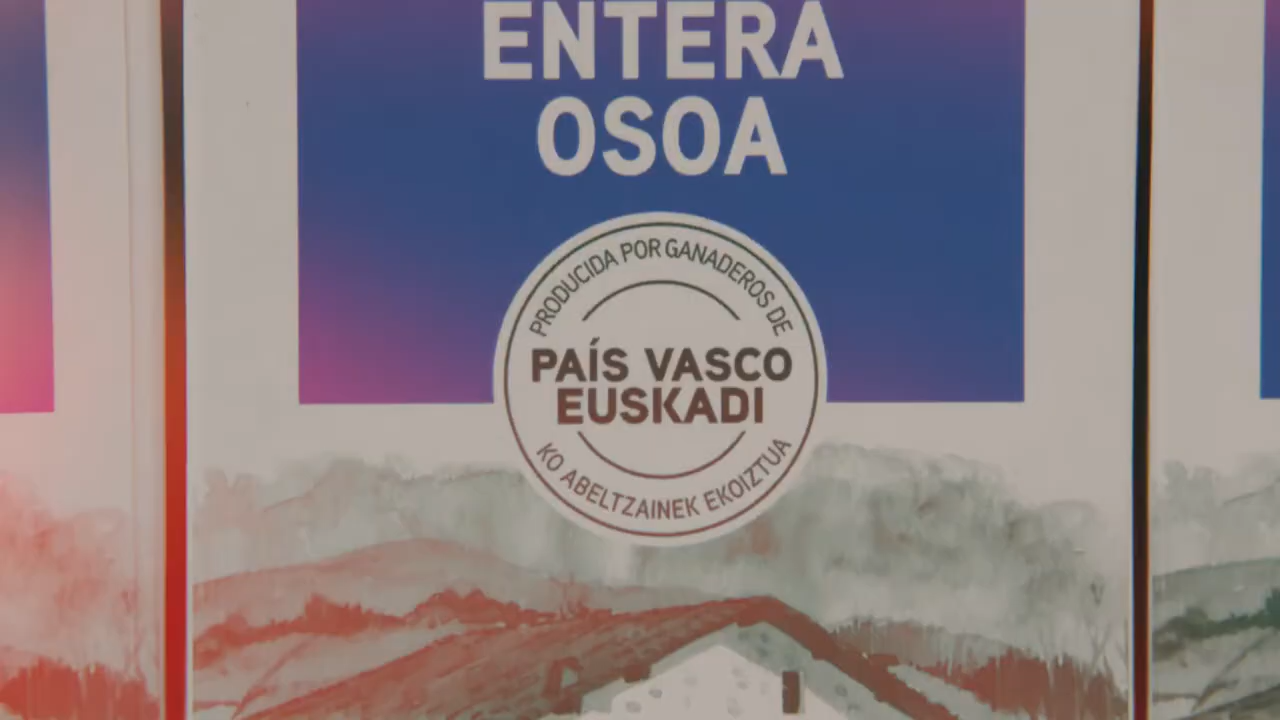 ENTERA
OSOA
PRODUCIDA POR GANADEROS DE
PAÍS VASCO
EUSKADI
KO ABELTZAINEK EKOIZTUA